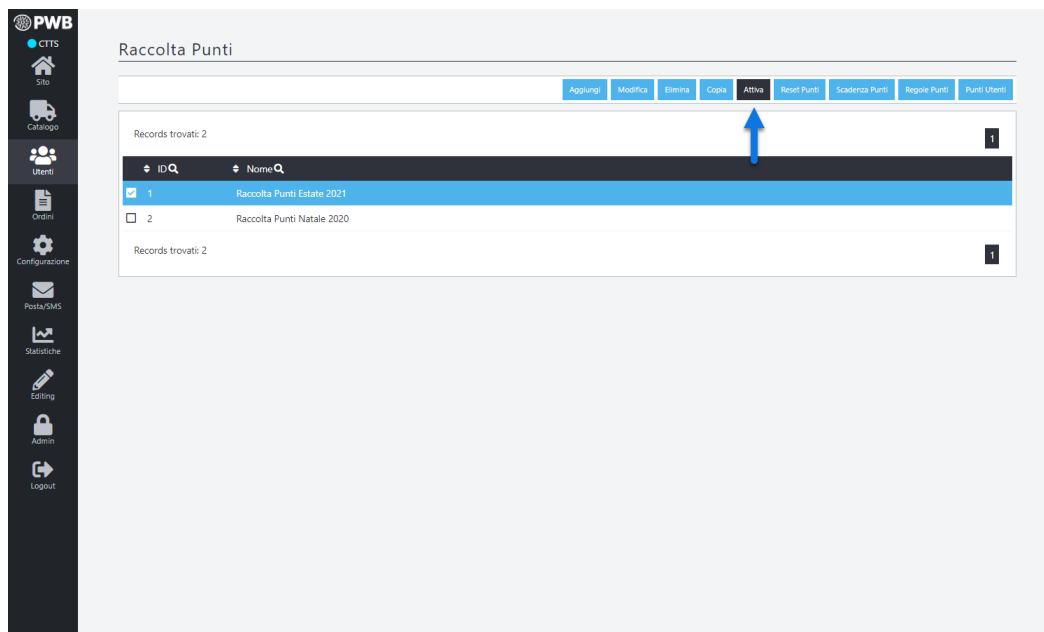 PWB
CTTS
Sito
Catalogo
Utenti
Ordini
Configurazione
Posta/SMS
Statistiche
Editing
Admin
Logout
Raccolta Punti
Aggiungi Modifica Elimina Copia Attiva Reset Punti Scadenza Punti Regole Punti Punti Utenti
Records trovati: 2 1
ID Nome
1 Raccolta Punti Estate 2021
2 Raccolta Punti Natale 2020
Records trovati: 2 1